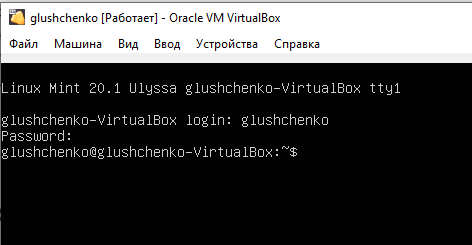 glushchenko [Работает] - Oracle VM VirtualBox
Файл Машина Вид Ввод Устройства Справка
Linux Mint 20.1 Ulyssa glushchenko-VirtualBox tty1
glushchenko-VirtualBox login: glushchenko
Password:
glushchenko@glushchenko-VirtualBox:~$